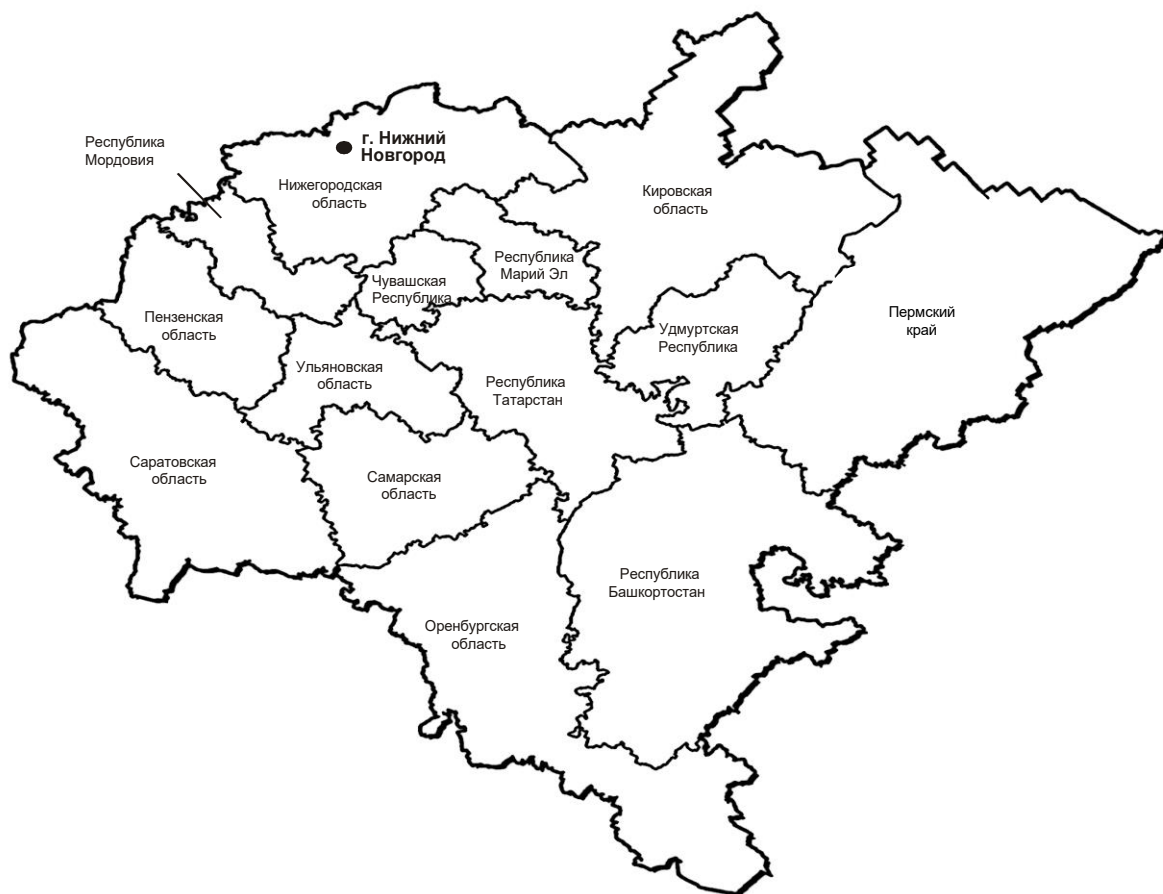 г. Нижний
Новгород
Республика
Мордовия
Нижегородская
область
Кировская
область
Республика
Марий Эл
Чувашская
Республика
Пензенская
область
Пермский
край
Удмуртская
Республика
Ульяновская
область
Республика
Татарстан
Саратовская
область
Самарская
область
Республика
Башкортостан
Оренбургская
область